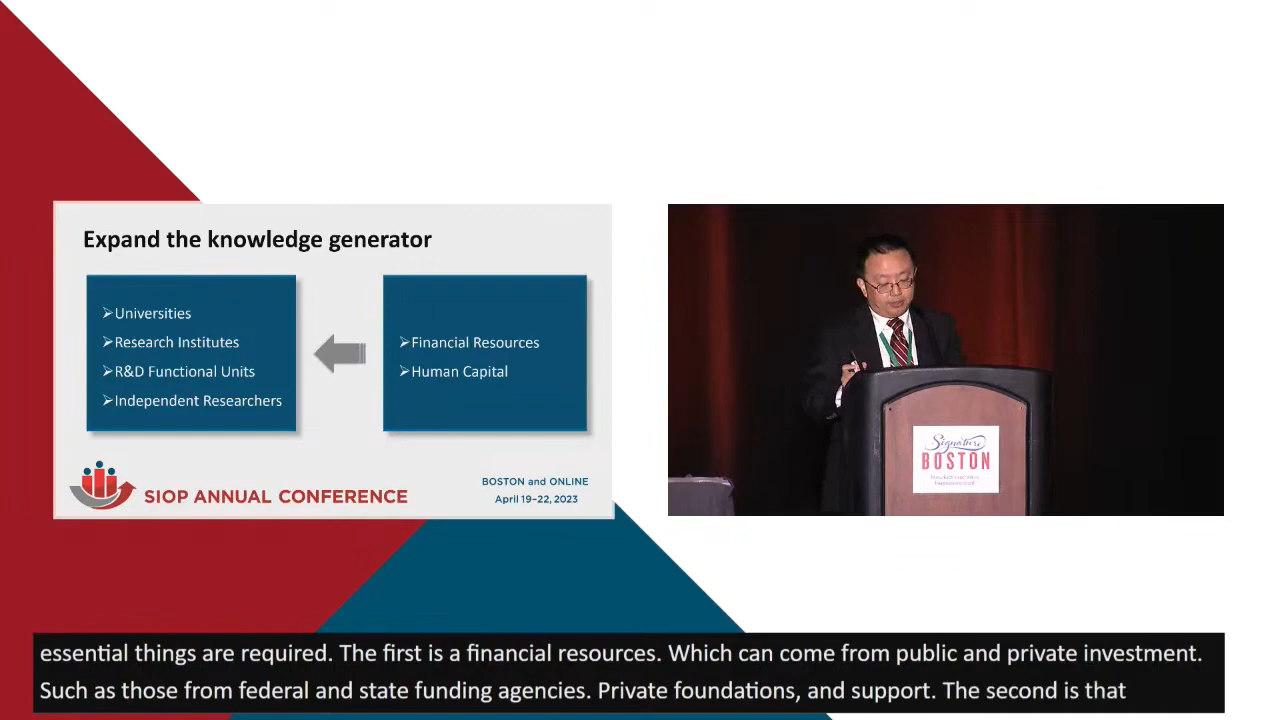 Expand the knowledge generator
➢Universities
➢Research Institutes
➢R&D Functional Units
➢Independent Researchers
➢Financial Resources
➢Human Capital
SIOP ANNUAL CONFERENCE
BOSTON and ONLINE
April 19–22, 2023
Signature
BOSTON
essential things are required. The first is a financial resources. Which can come from public and private investment.
Such as those from federal and state funding agencies. Private foundations, and support. The second is that